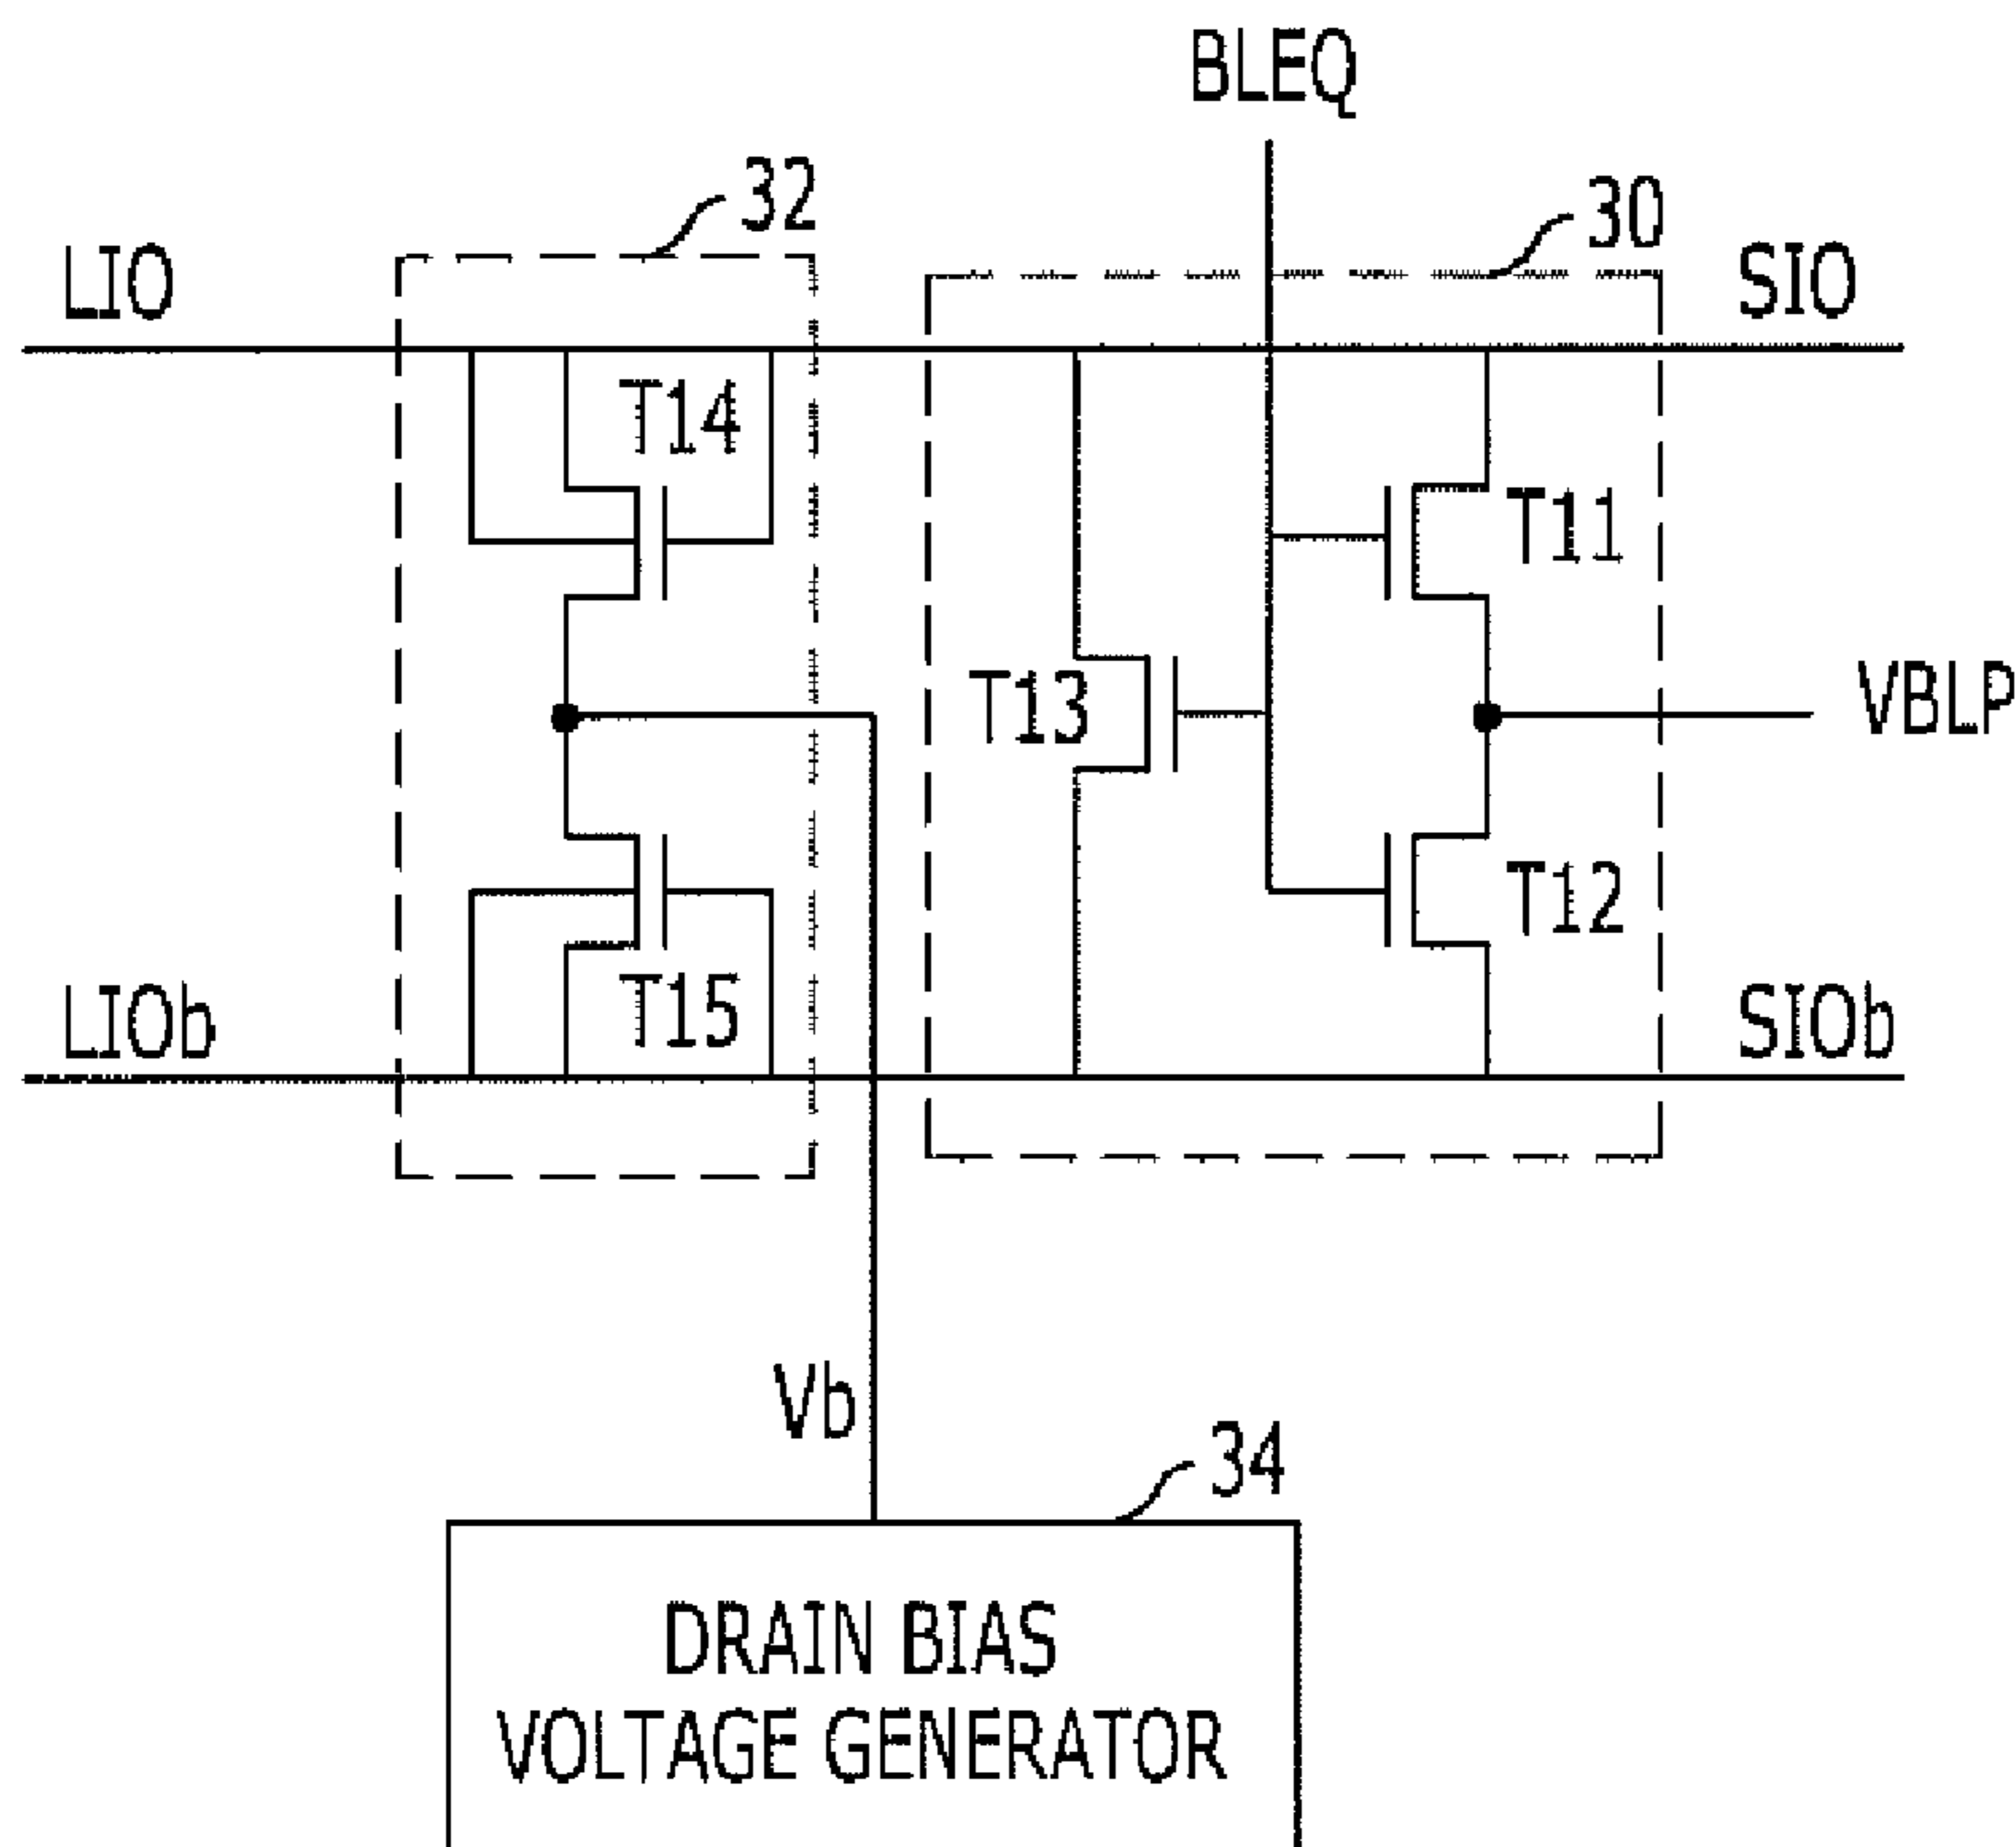 BLEQ
32
30
LIO
SIO
T14
T11
T13
VBLP
T12
T15
LIOb
SIOb
Vb
34
DRAIN BIAS
VOLTAGE GENERATOR